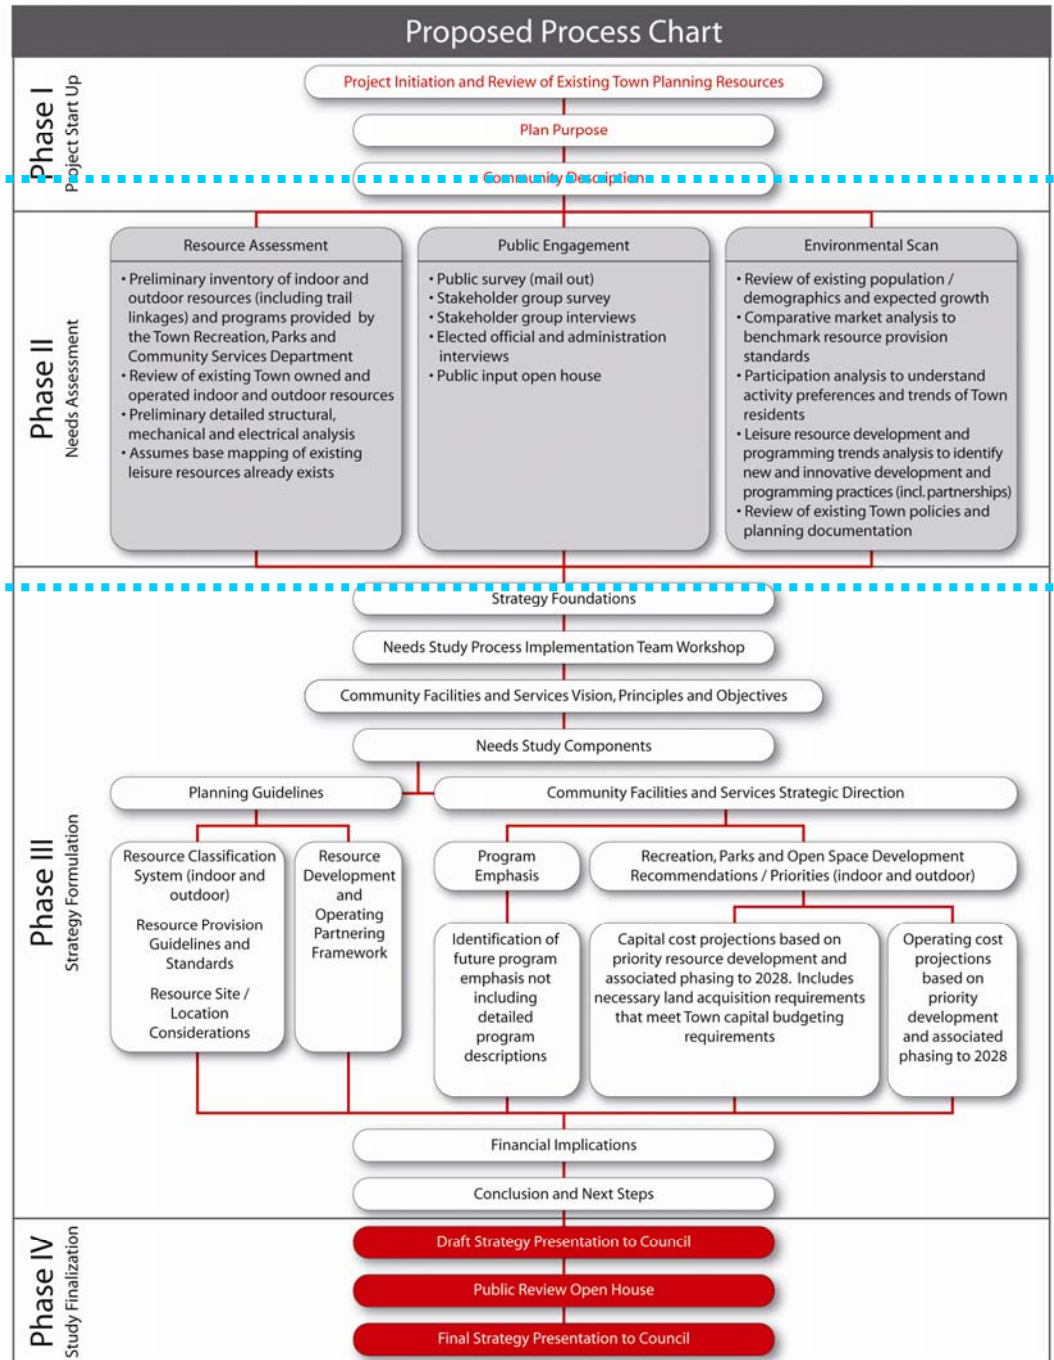 Proposed Process Chart
Phase I
Project Start Up
Project Initiation and Review of Existing Town Planning Resources
Plan Purpose
Community Description
Phase II
Needs Assessment
Resource Assessment
• Preliminary inventory of indoor and
outdoor resources (including trail
linkages) and programs provided by
the Town Recreation, Parks and
Community Services Department
• Review of existing Town owned and
operated indoor and outdoor resources
• Preliminary detailed structural,
mechanical and electrical analysis
• Assumes base mapping of existing
leisure resources already exists
Public Engagement
• Public survey (mail out)
• Stakeholder group survey
• Stakeholder group interviews
• Elected official and administration
interviews
• Public input open house
Environmental Scan
• Review of existing population /
demographics and expected growth
• Comparative market analysis to
benchmark resource provision
standards
• Participation analysis to understand
activity preferences and trends of Town
residents
• Leisure resource development and
programming trends analysis to identify
new and innovative development and
programming practices (incl. partnerships)
• Review of existing Town policies and
planning documentation
Phase III
Strategy Formulation
Strategy Foundations
Needs Study Process Implementation Team Workshop
Community Facilities and Services Vision, Principles and Objectives
Needs Study Components
Planning Guidelines
Community Facilities and Services Strategic Direction
Resource Classification
System (indoor and
outdoor)
Resource Provision
Guidelines and
Standards
Resource Site /
Location
Considerations
Resource
Development
and
Operating
Partnering
Framework
Program
Emphasis
Identification of
future program
emphasis not
including
detailed
program
descriptions
Recreation, Parks and Open Space Development
Recommendations / Priorities (indoor and outdoor)
Capital cost projections based on
priority resource development and
associated phasing to 2028. Includes
necessary land acquisition requirements
that meet Town capital budgeting
requirements
Operating cost
projections
based on
priority
development
and associated
phasing to 2028
Financial Implications
Conclusion and Next Steps
Phase IV
Study Finalization
Draft Strategy Presentation to Council
Public Review Open House
Final Strategy Presentation to Council